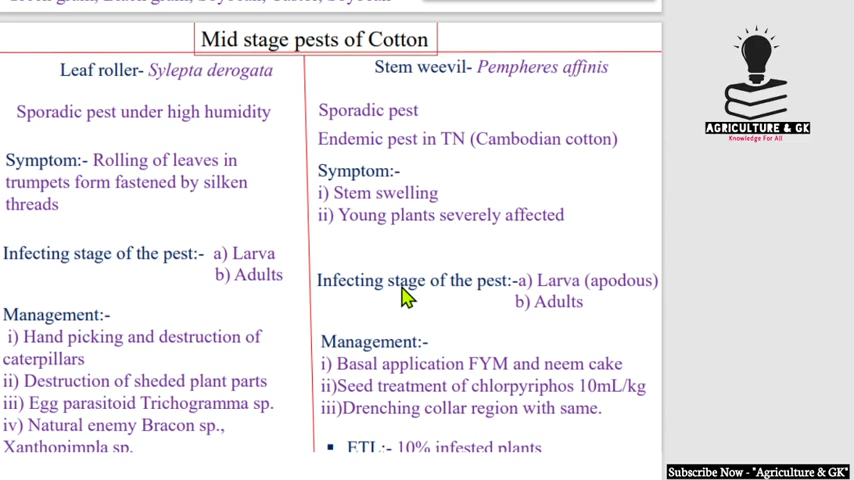 Mid stage pests of Cotton
Leaf roller- Sylepta derogata
Sporadic pest under high humidity
Symptom:- Rolling of leaves in
trumpets form fastened by silken
threads
Infecting stage of the pest:- a) Larva
b) Adults
Management:-
i) Hand picking and destruction of
caterpillars
ii) Destruction of sheded plant parts
iii) Egg parasitoid Trichogramma sp.
iv) Natural enemy Bracon sp.,
Xanthopimpla sp.
Stem weevil- Pempheres affinis
Sporadic pest
Endemic pest in TN (Cambodian cotton)
Symptom:-
i) Stem swelling
ii) Young plants severely affected
Infecting stage of the pest:-a) Larva (apodous)
b) Adults
Management:-
i) Basal application FYM and neem cake
ii)Seed treatment of chlorpyriphos 10mL/kg
iii)Drenching collar region with same.
▪ ETL:- 10% infested plants
AGRICULTURE & GK
Knowledge For All
Subscribe Now - "Agriculture & GK"